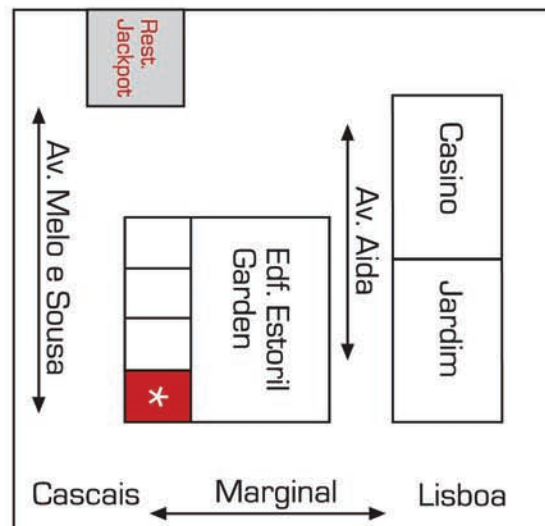 Rest.
Jackpot
Av. Melo e Sousa
Edf. Estoril
Garden
*
Av. Aida
Casino
Jardim
Cascais
Marginal
Lisboa